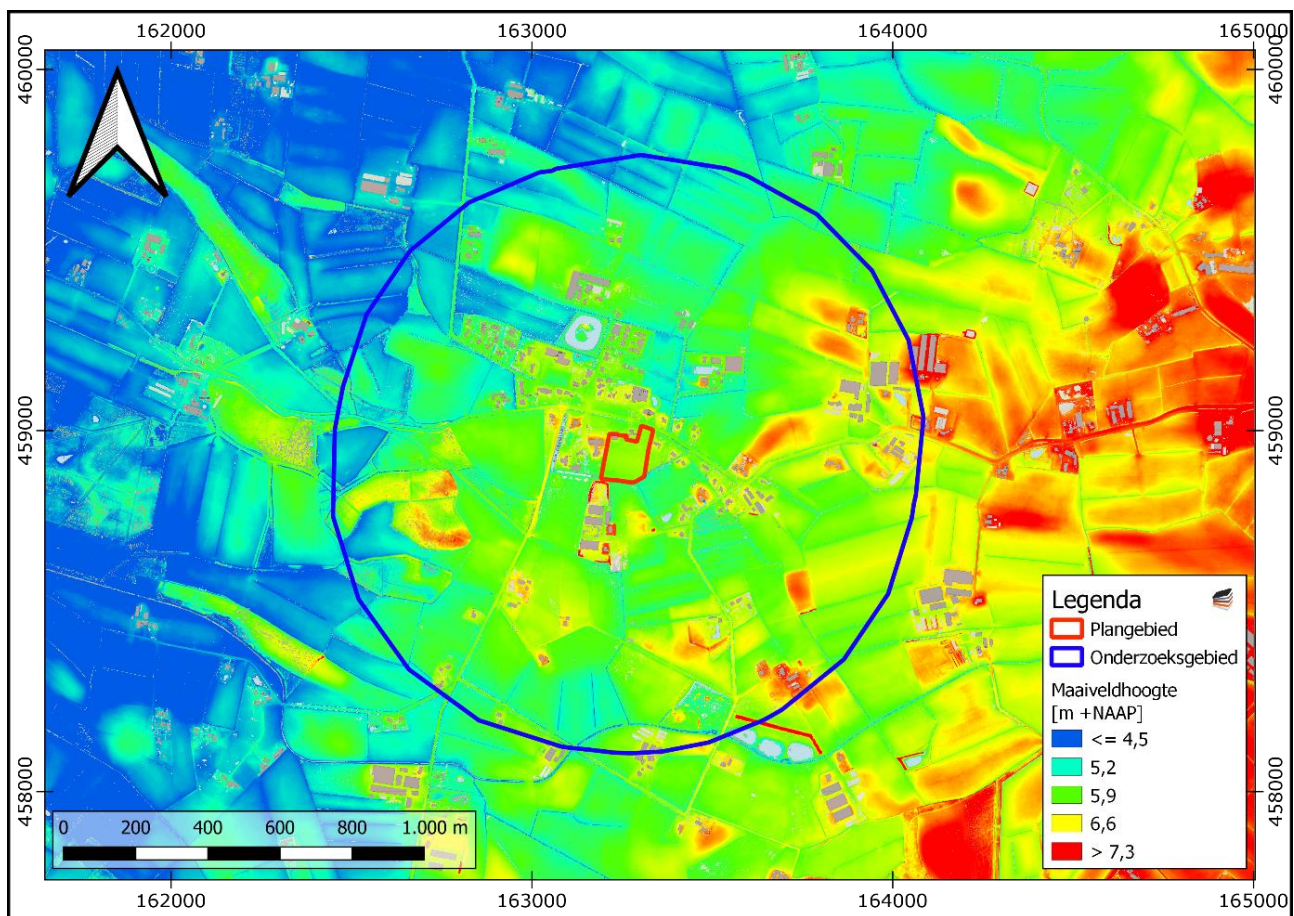 162000 163000 164000 165000
460000 460000
459000 459000
458000 458000
Legenda
Plangebied
Onderzoeksgebied
Maaiveldhoogte
[m +NAAP]
<= 4,5
5,2
5,9
6,6
> 7,3
0 200 400 600 800 1.000 m
162000 163000 164000 165000